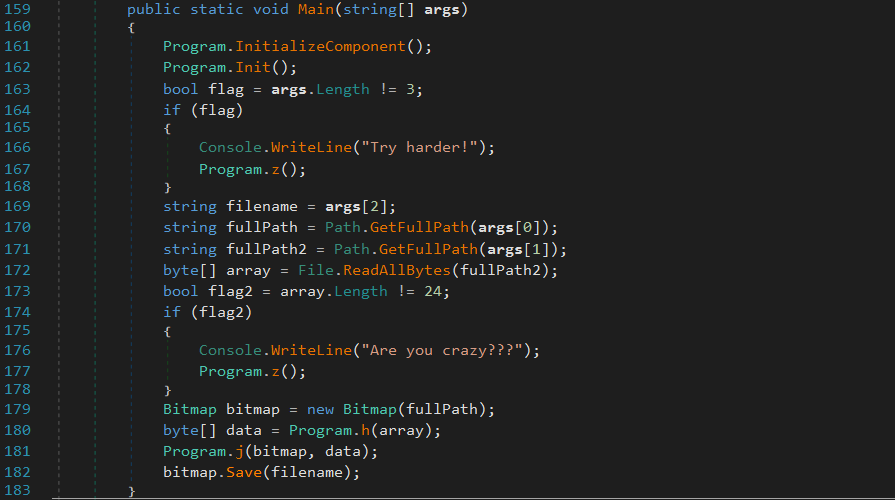 159 public static void Main(string[] args)
160 {
161 Program.InitializeComponent();
162 Program.Init();
163 bool flag = args.Length != 3;
164 if (flag)
165 {
166 Console.WriteLine("Try harder!");
167 Program.z();
168 }
169 string filename = args[2];
170 string fullPath = Path.GetFullPath(args[0]);
171 string fullPath2 = Path.GetFullPath(args[1]);
172 byte[] array = File.ReadAllBytes(fullPath2);
173 bool flag2 = array.Length != 24;
174 if (flag2)
175 {
176 Console.WriteLine("Are you crazy???");
177 Program.z();
178 }
179 Bitmap bitmap = new Bitmap(fullPath);
180 byte[] data = Program.h(array);
181 Program.j(bitmap, data);
182 bitmap.Save(filename);
183 }